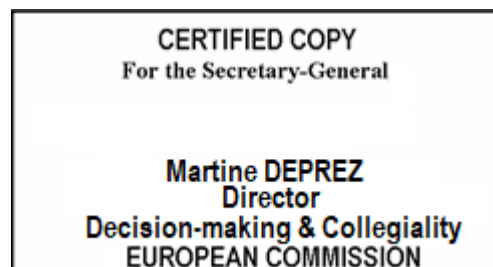 CERTIFIED COPY
For the Secretary-General
Martine DEPREZ
Director
Decision-making & Collegiality
EUROPEAN COMMISSION